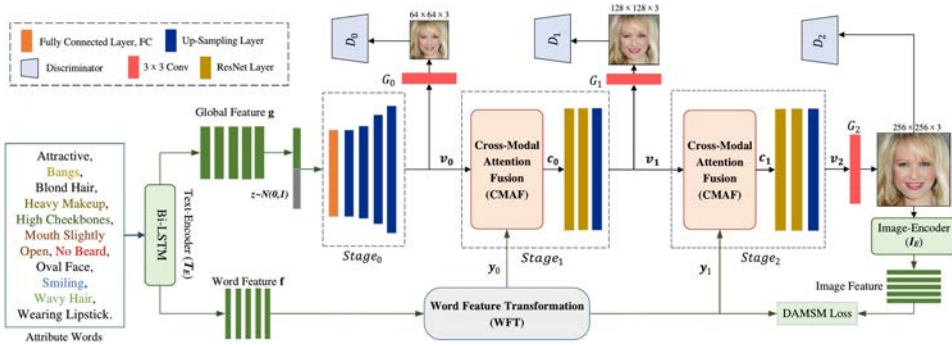 64×64×3
128×128×3
D₀
D₁
D₂
Fully Connected Layer, FC
Up-Sampling Layer
Discriminator
3 x 3 Conv
ResNet Layer
G₀
G₁
G₂
256×256×3
Global Feature g
z~N(0,1)
Attractive,
Bangs,
Blond Hair,
Heavy Makeup,
High Cheekbones,
Mouth Slightly
Open, No Beard,
Oval Face,
Smiling,
Wavy Hair,
Wearing Lipstick.
Attribute Words
Bi-LSTM
Text-Encoder (T_E)
v₀
Cross-Modal
Attention
Fusion
(CMAF)
c₀
v₁
Cross-Modal
Attention
Fusion
(CMAF)
c₁
v₂
Stage₀
Stage₁
Stage₂
Image-Encoder
(I_E)
y₀
y₁
Word Feature f
Word Feature Transformation
(WFT)
Image Feature
DAMSM Loss